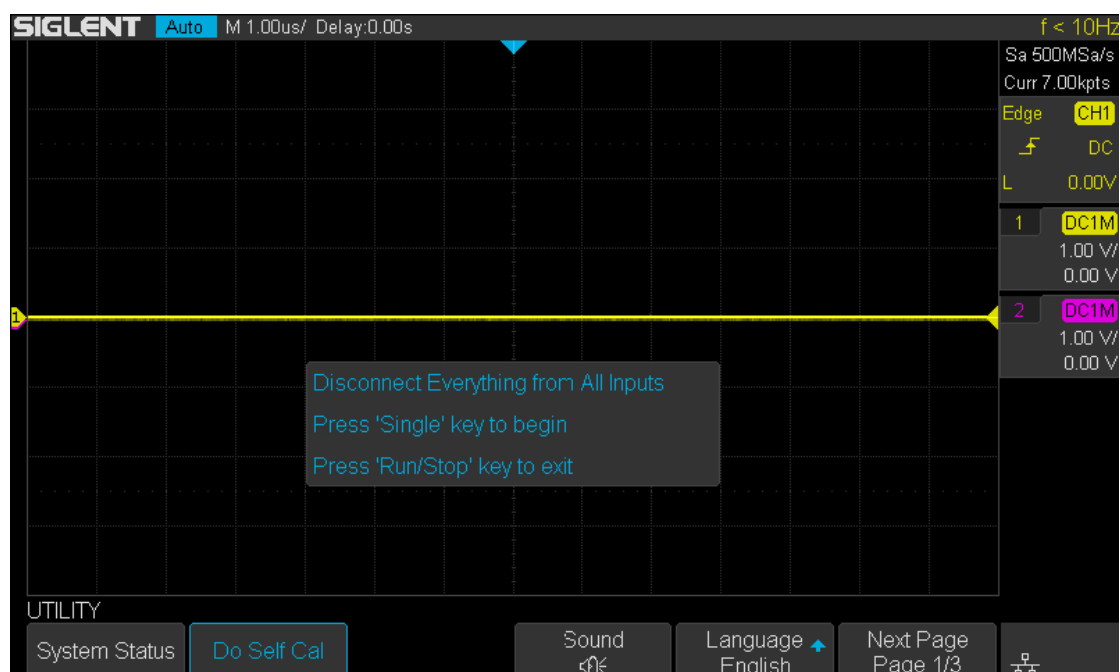 SIGLENT Auto M 1.00us/ Delay:0.00s f < 10Hz
Sa 500MSa/s
Curr 7.00kpts
Edge CH1
DC
L 0.00V
1 DC1M
1.00 V/
0.00 V
1
2 DC1M
1.00 V/
0.00 V
Disconnect Everything from All Inputs
Press 'Single' key to begin
Press 'Run/Stop' key to exit
UTILITY
System Status Do Self Cal Sound Language Next Page
English Page 1/3